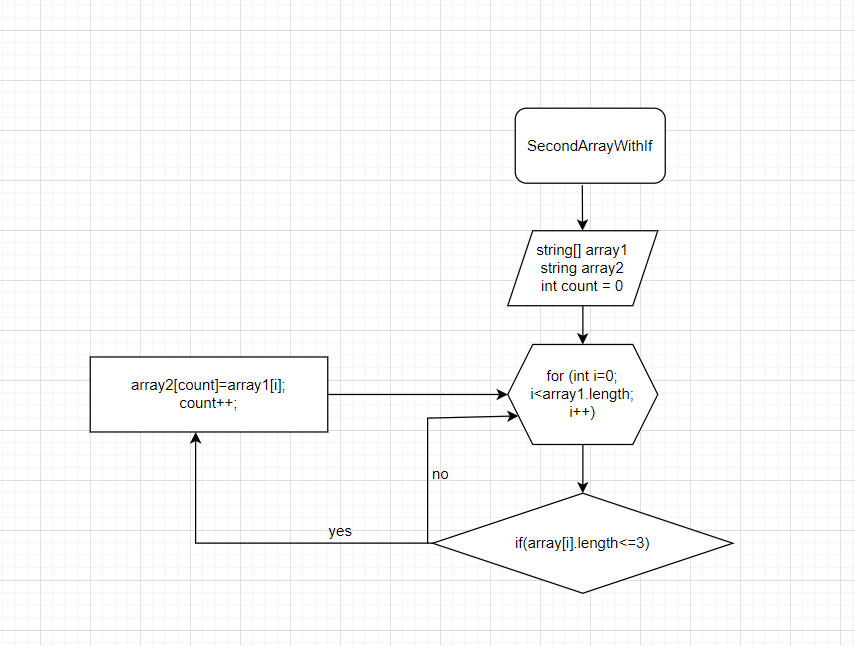 SecondArrayWithIf
string[] array1
string array2
int count = 0
for (int i=0;
i<array1.length;
i++)
array2[count]=array1[i];
count++;
no
yes
if(array[i].length<=3)